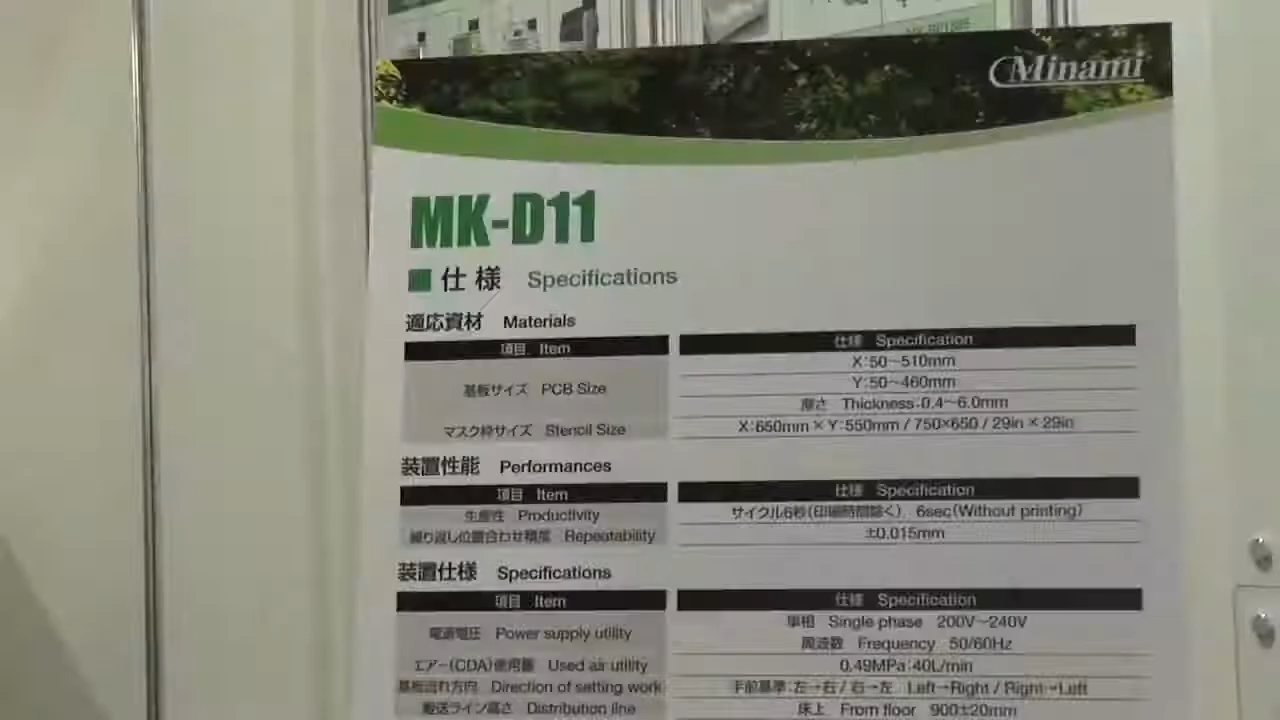 Minami
MK-D11
仕様 Specifications
適応資材 Materials
項目 Item 仕様 Specification
基板サイズ PCB Size X:50~510mm
Y:50~460mm
厚さ Thickness:0.4~6.0mm
マスク枠サイズ Stencil Size X:650mm×Y:550mm / 750×650 / 29in×29in
装置性能 Performances
項目 Item 仕様 Specification
生産性 Productivity サイクル6秒(印刷時間除く) 6sec(Without printing)
繰り返し位置合わせ精度 Repeatability ±0.015mm
装置仕様 Specifications
項目 Item 仕様 Specification
電源電圧 Power supply utility 単相 Single phase 200V~240V
周波数 Frequency 50/60Hz
エアー(CDA)使用量 Used air utility 0.49MPa:40L/min
基板流れ方向 Direction of setting work 手前基準:左→右 / 右→左 Left→Right / Right→Left
搬送ライン高さ Distribution line 床上 From floor 900±20mm